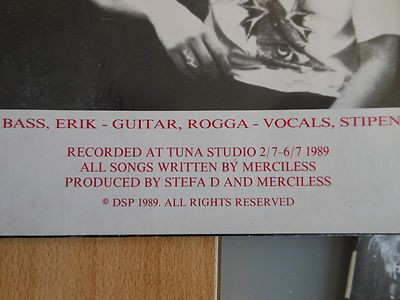 BASS, ERIK - GUITAR, ROGGA - VOCALS, STIPEN
RECORDED AT TUNA STUDIO 2/7-6/7 1989
ALL SONGS WRITTEN BY MERCILESS
PRODUCED BY STEFA D AND MERCILESS
© DSP 1989. ALL RIGHTS RESERVED